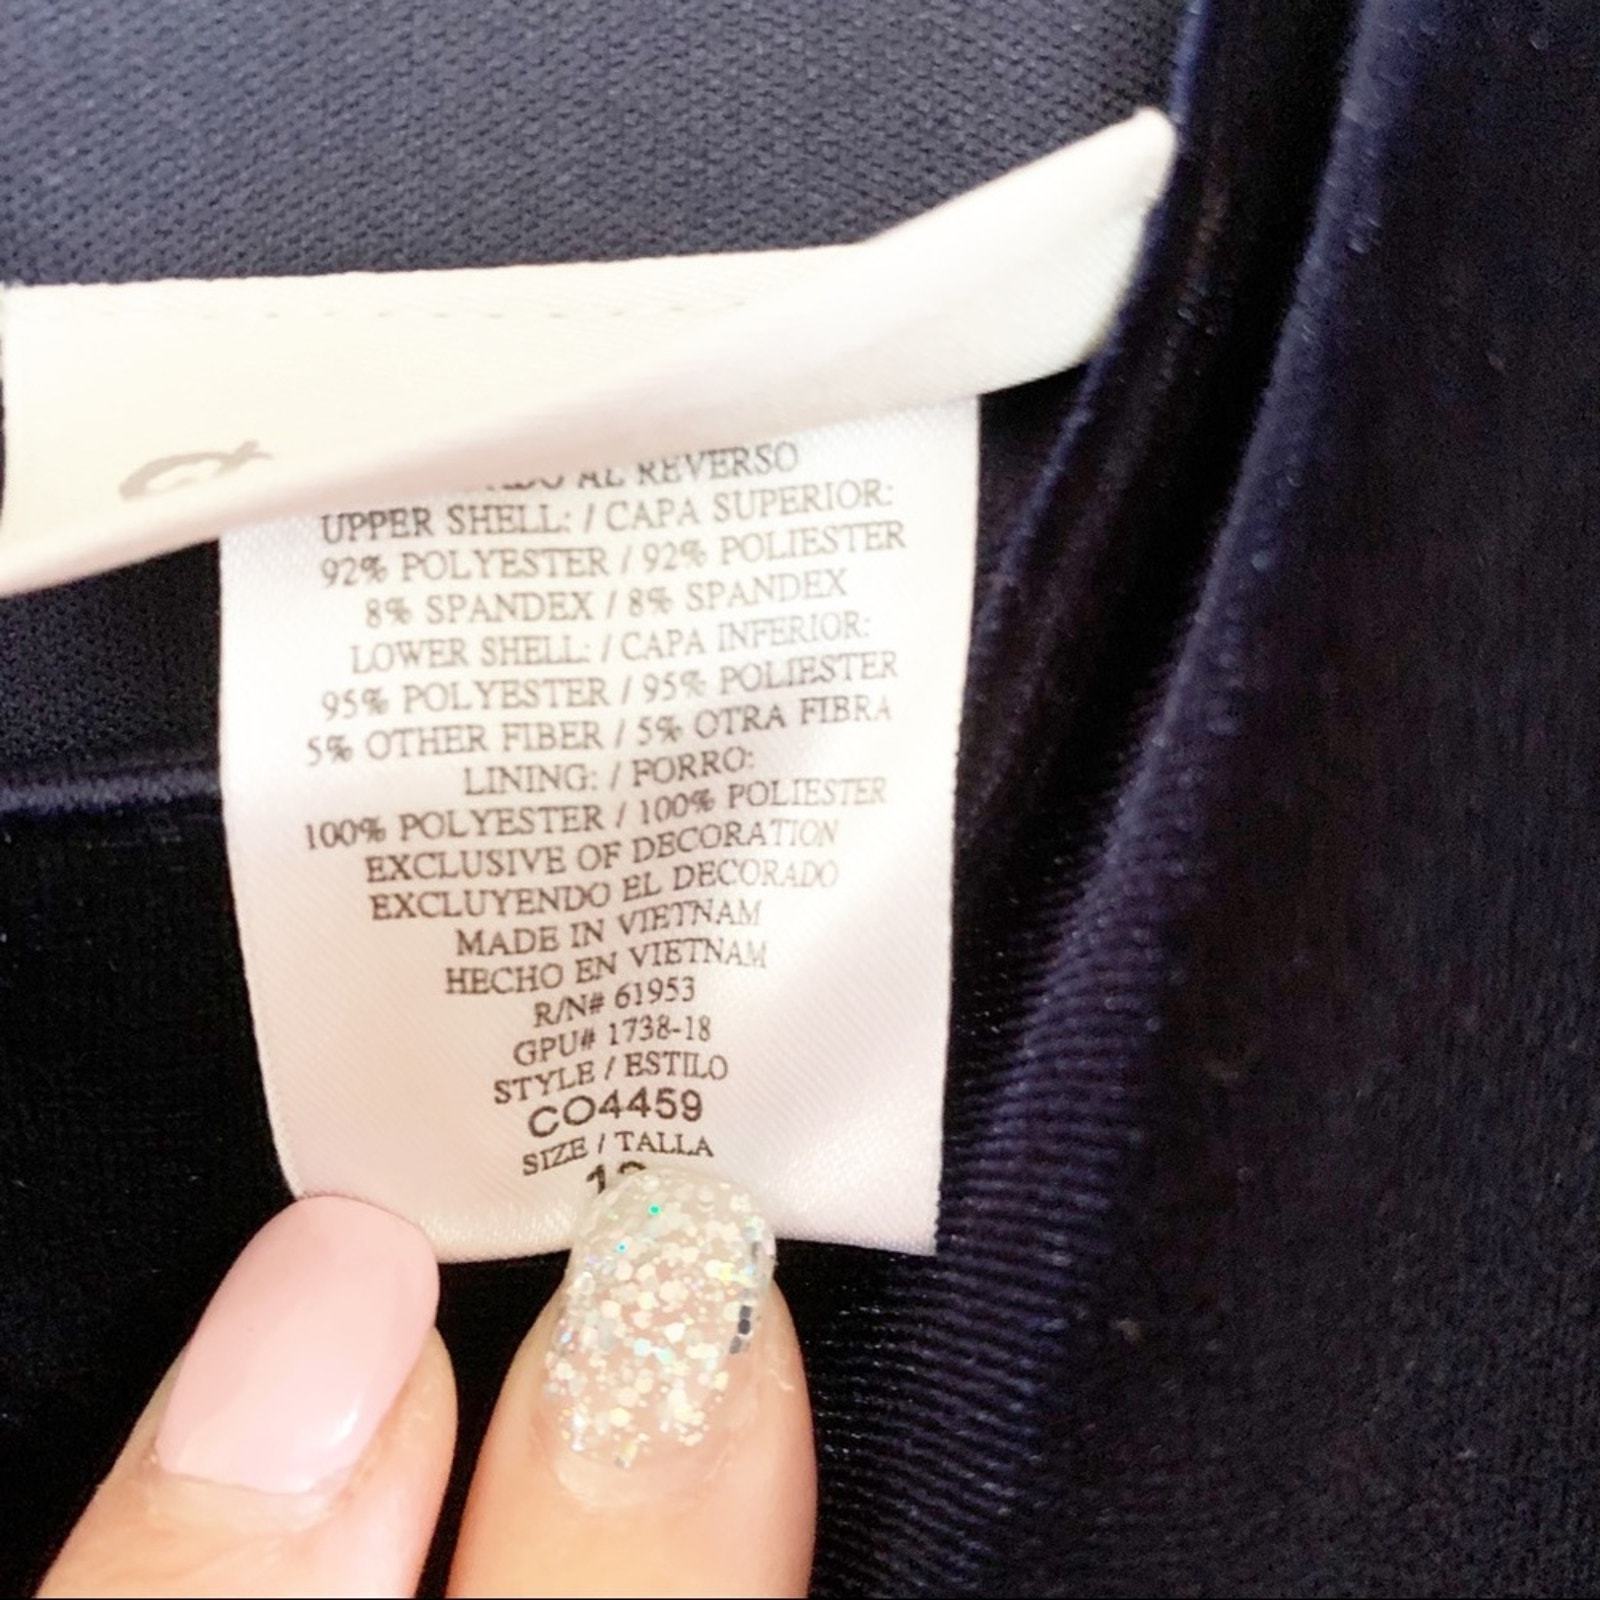 AL REVERSO
UPPER SHELL: / CAPA SUPERIOR:
92% POLYESTER / 92% POLIESTER
8% SPANDEX / 8% SPANDEX
LOWER SHELL: / CAPA INFERIOR:
95% POLYESTER / 95% POLIESTER
5% OTHER FIBER / 5% OTRA FIBRA
LINING: / FORRO:
100% POLYESTER / 100% POLIESTER
EXCLUSIVE OF DECORATION
EXCLUYENDO EL DECORADO
MADE IN VIETNAM
HECHO EN VIETNAM
R/N# 61953
GPU# 1738-18
STYLE / ESTILO
CO4459
SIZE / TALLA